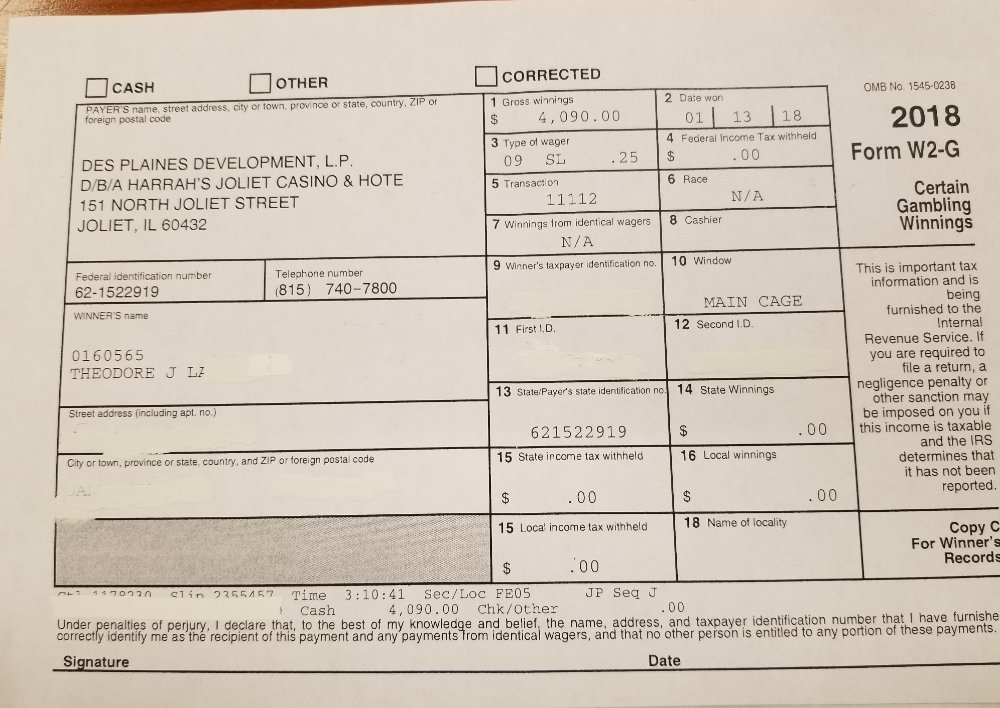 CASH
OTHER
CORRECTED
OMB No. 1545-0238
2018
Form W2-G
Certain
Gambling
Winnings
PAYER'S name, street address, city or town, province or state, country, ZIP or
foreign postal code
DES PLAINES DEVELOPMENT, L.P.
D/B/A HARRAH'S JOLIET CASINO & HOTE
151 NORTH JOLIET STREET
JOLIET, IL 60432
1 Gross winnings
$ 4,090.00
2 Date won
01 13 18
3 Type of wager
09 SL .25
4 Federal Income Tax withheld
$ .00
5 Transaction
11112
6 Race
N/A
7 Winnings from identical wagers
N/A
8 Cashier
Federal identification number
62-1522919
Telephone number
(815) 740-7800
9 Winner's taxpayer identification no.
10 Window
MAIN CAGE
WINNER'S name
0160565
THEODORE J
11 First I.D.
12 Second I.D.
Street address (including apt. no.)
13 State/Payer's state identification no.
621522919
14 State Winnings
$ .00
City or town, province or state, country, and ZIP or foreign postal code
15 State income tax withheld
$ .00
16 Local winnings
$ .00
15 Local income tax withheld
$ .00
18 Name of locality
This is important tax
information and is
being
furnished to the
Internal
Revenue Service. If
you are required to
file a return, a
negligence penalty or
other sanction may
be imposed on you if
this income is taxable
and the IRS
determines that
it has not been
reported.
Copy C
For Winner's
Records
Slip 2355457 Time 3:10:41 Sec/Loc FE05 JP Seq J
Cash 4,090.00 Chk/Other .00
Under penalties of perjury, I declare that, to the best of my knowledge and belief, the name, address, and taxpayer identification number that I have furnishe
correctly identify me as the recipient of this payment and any payments from identical wagers, and that no other person is entitled to any portion of these payments.
Signature
Date